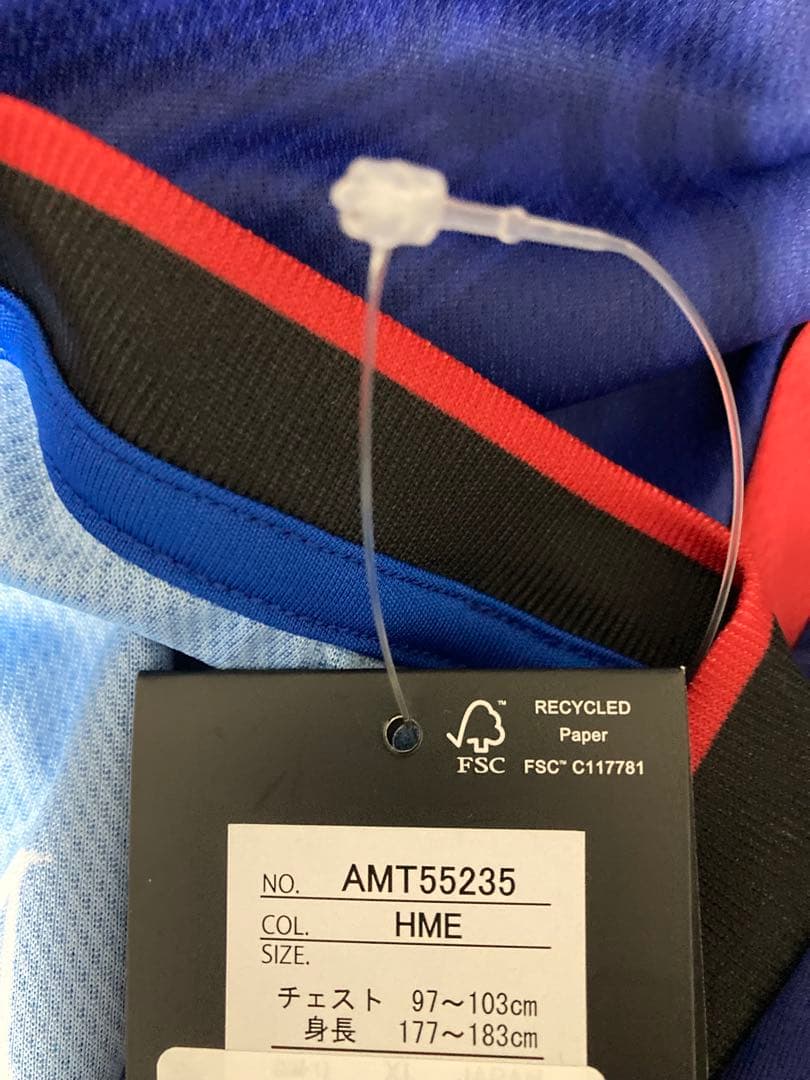 RECYCLED
Paper
FSC™ C117781
FSC
NO. AMT55235
COL. HME
SIZE.
チェスト 97～103cm
身長 177～183cm